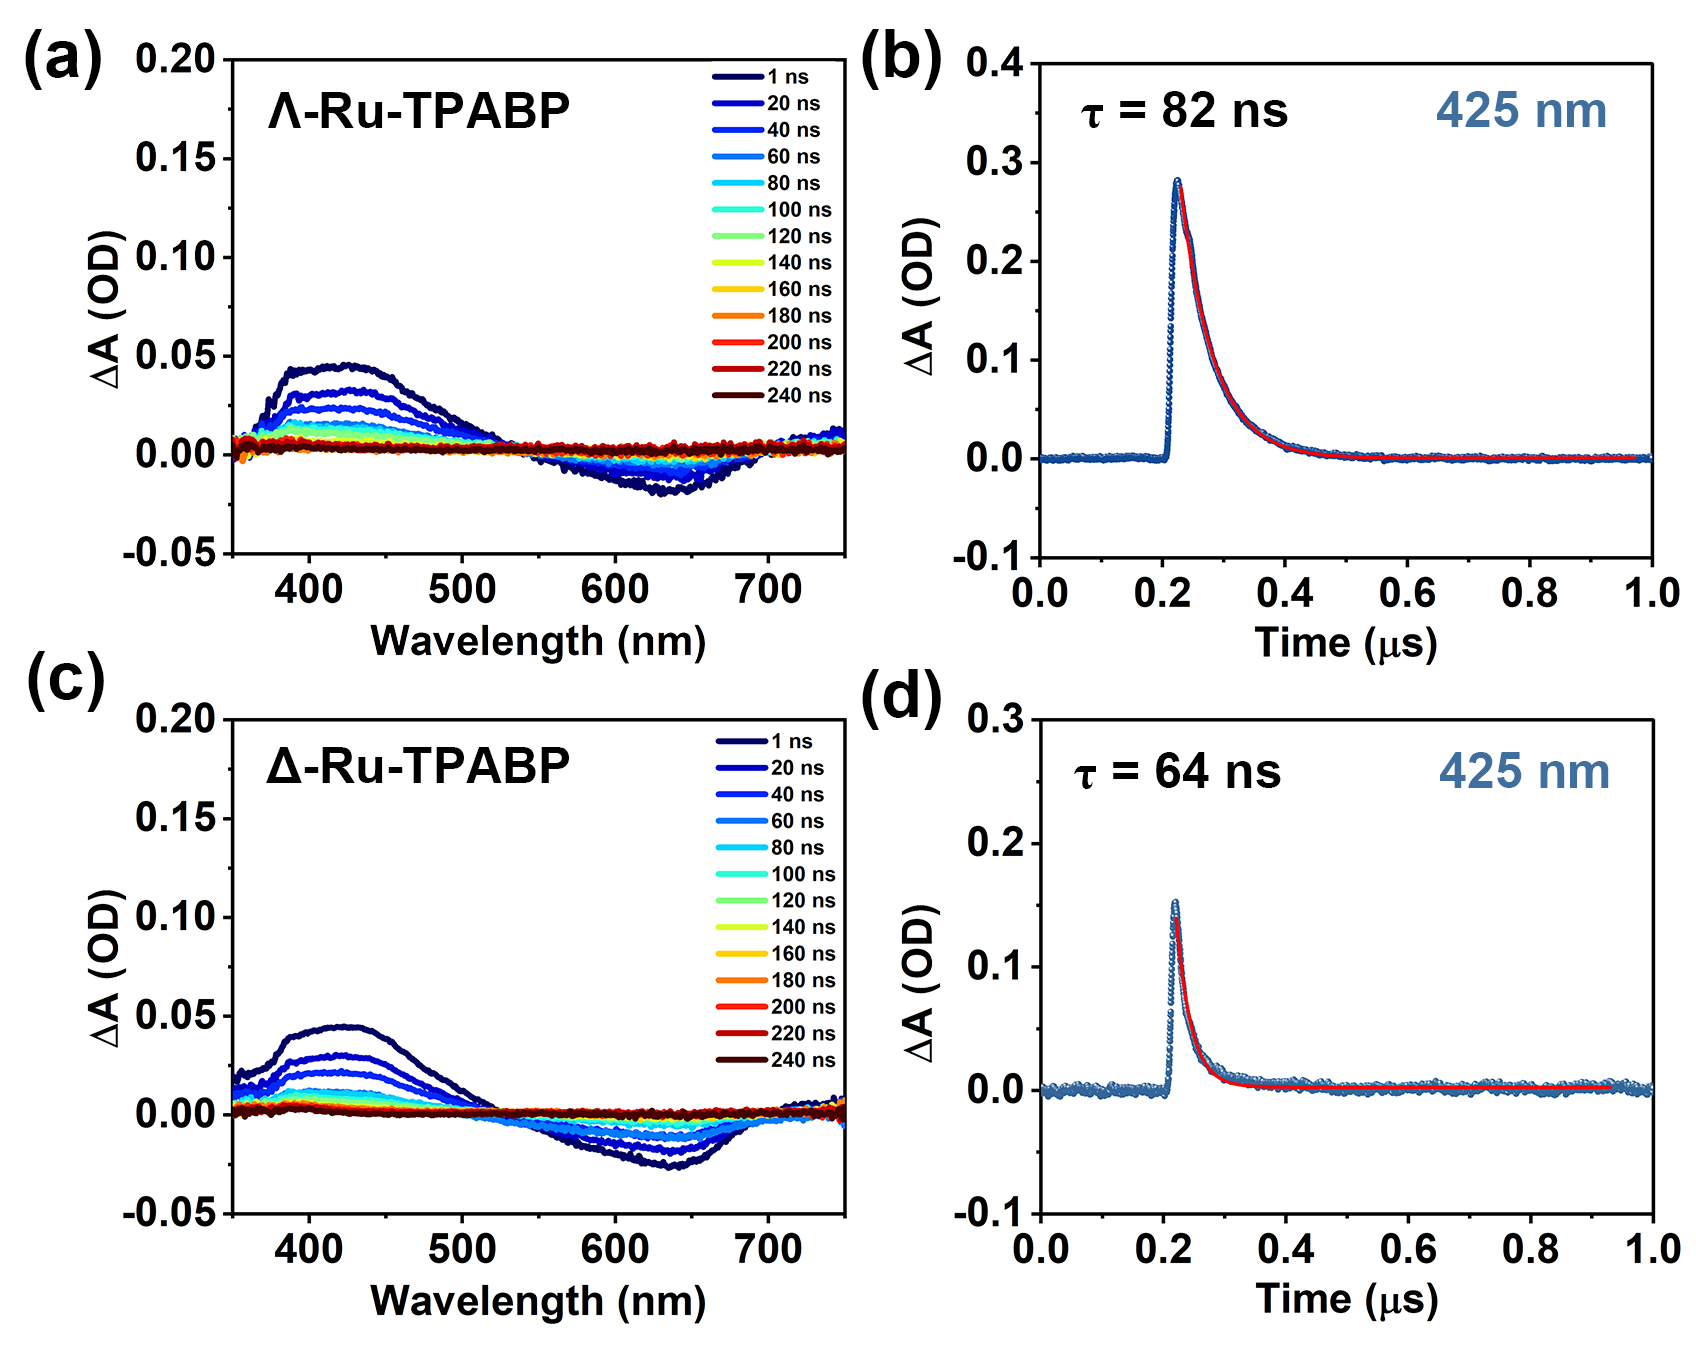 (a)
Λ-Ru-TPABP
0.20
0.15
0.10
0.05
0.00
-0.05
ΔA (OD)
400
500
600
700
Wavelength (nm)
1 ns
20 ns
40 ns
60 ns
80 ns
100 ns
120 ns
140 ns
160 ns
180 ns
200 ns
220 ns
240 ns
(b)
τ = 82 ns
425 nm
0.4
0.3
0.2
0.1
0.0
-0.1
ΔA (OD)
0.0
0.2
0.4
0.6
0.8
1.0
Time (μs)
(c)
Δ-Ru-TPABP
0.20
0.15
0.10
0.05
0.00
-0.05
ΔA (OD)
400
500
600
700
Wavelength (nm)
1 ns
20 ns
40 ns
60 ns
80 ns
100 ns
120 ns
140 ns
160 ns
180 ns
200 ns
220 ns
240 ns
(d)
τ = 64 ns
425 nm
0.3
0.2
0.1
0.0
-0.1
ΔA (OD)
0.0
0.2
0.4
0.6
0.8
1.0
Time (μs)